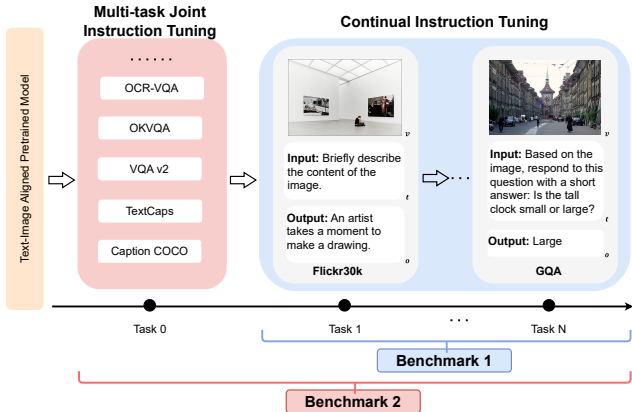 Multi-task Joint
Instruction Tuning
Continual Instruction Tuning
Text-Image Aligned Pretrained Model
......
OCR-VQA
OKVQA
VQA v2
TextCaps
Caption COCO
v
Input: Briefly describe
the content of the
image.
t
Output: An artist
takes a moment to
make a drawing.
o
Flickr30k
...
v
Input: Based on the
image, respond to this
question with a short
answer: Is the tall
clock small or large?
t
Output: Large
o
GQA
Task 0
Task 1
...
Task N
Benchmark 1
Benchmark 2